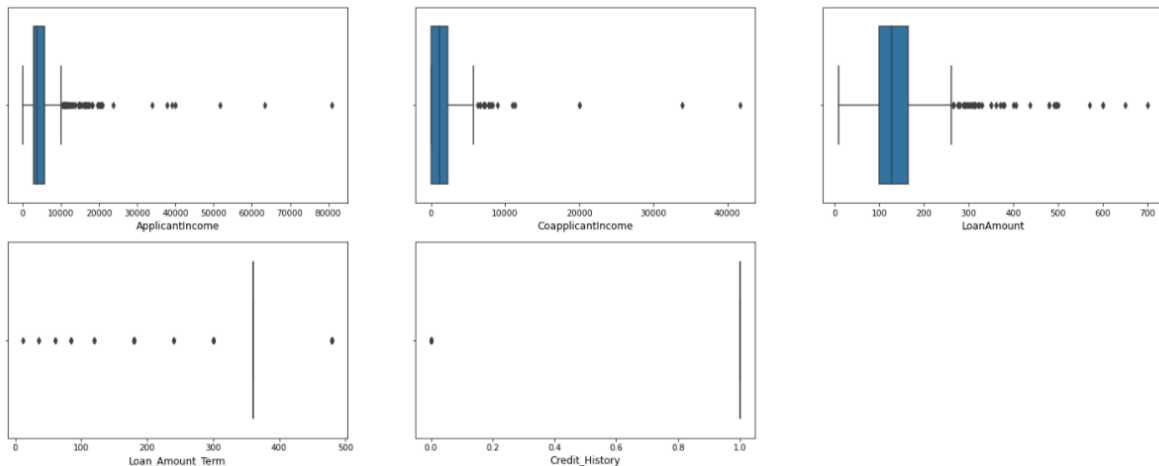 0 10000 20000 30000 40000 50000 60000 70000 80000
ApplicantIncome
0 10000 20000 30000 40000
CoapplicantIncome
0 100 200 300 400 500 600 700
LoanAmount
0 100 200 300 400 500
Loan_Amount_Term
0.0 0.2 0.4 0.6 0.8 1.0
Credit_History